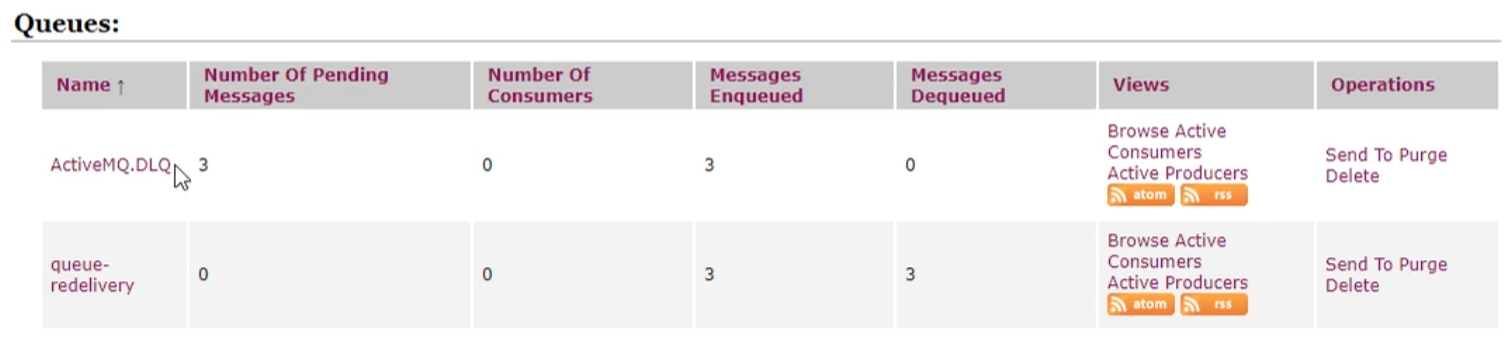 Queues:
Name ↑ Number Of Pending Messages Number Of Consumers Messages Enqueued Messages Dequeued Views Operations
ActiveMQ.DLQ 3 0 3 0
Browse Active
Consumers
Active Producers
atom rss
Send To Purge
Delete
queue-
redelivery
0 0 3 3
Browse Active
Consumers
Active Producers
atom rss
Send To Purge
Delete